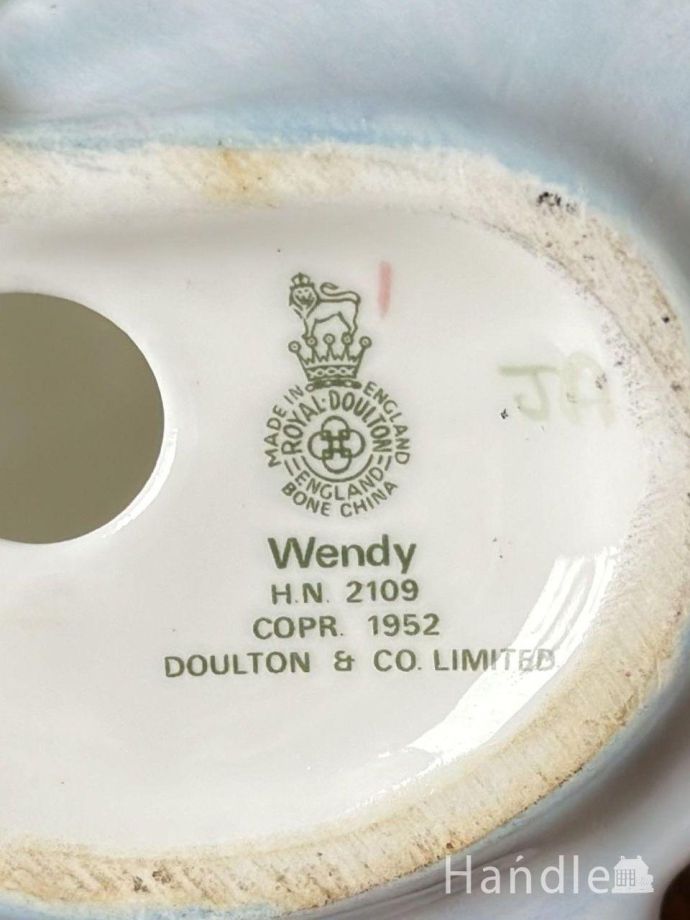 MADE IN ENGLAND
ROYAL·DOULTON
ENGLAND
BONE CHINA
Wendy
H.N. 2109
COPR. 1952
DOULTON & CO. LIMITED.
Handle